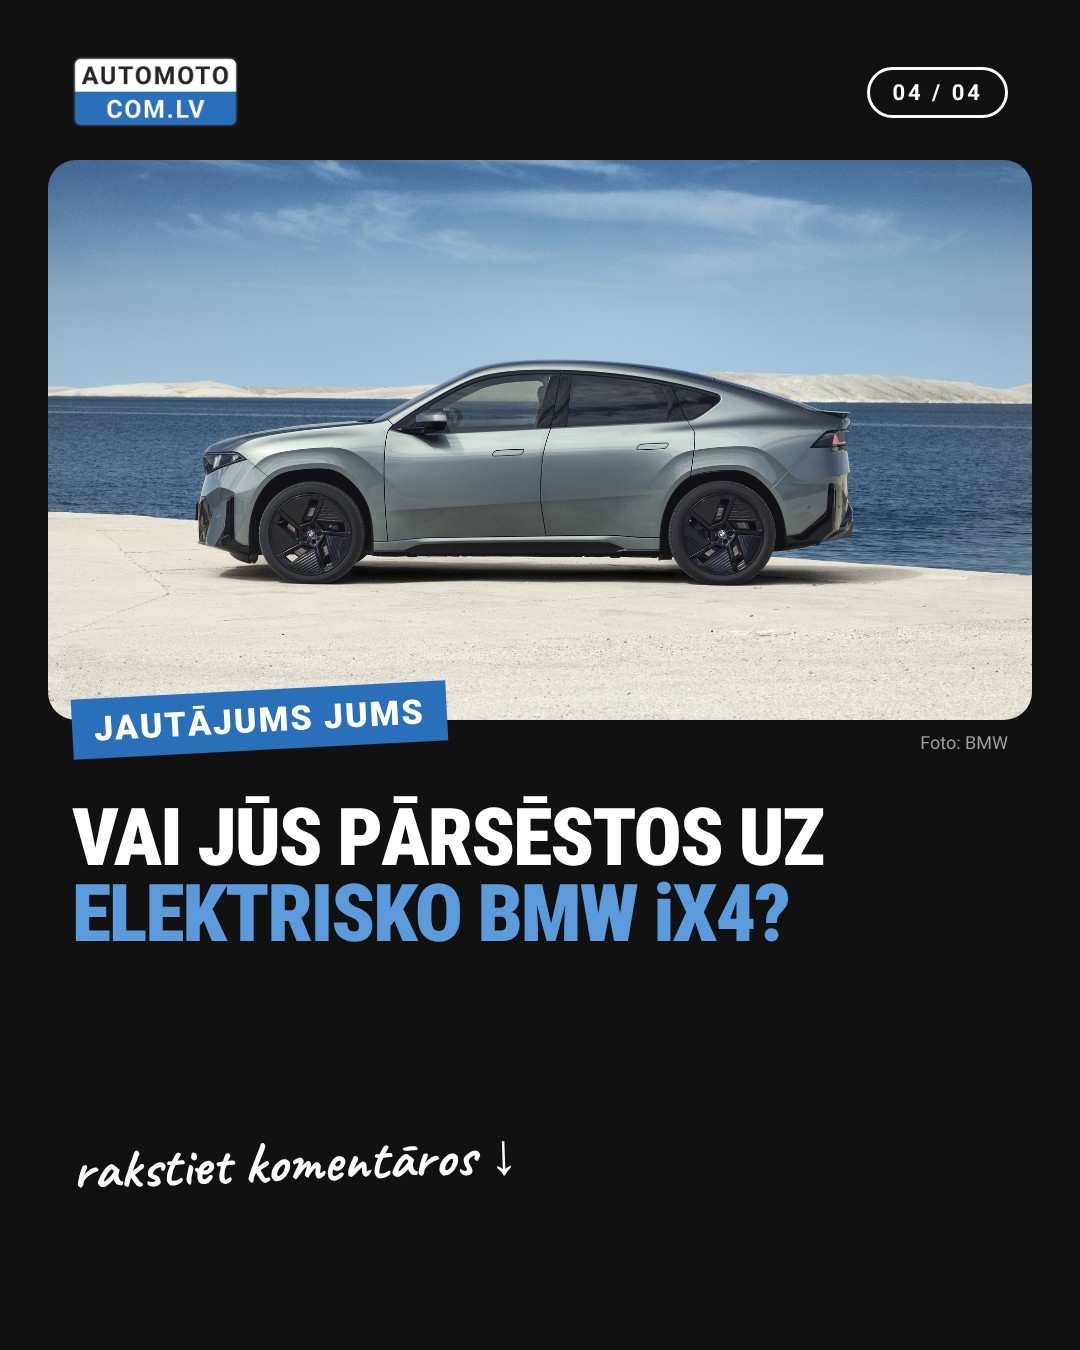 AUTOMOTO
COM.LV
04 / 04
JAUTĀJUMS JUMS
Foto: BMW
VAI JŪS PĀRSĒSTOS UZ
ELEKTRISKO BMW iX4?
rakstiet komentāros ↓